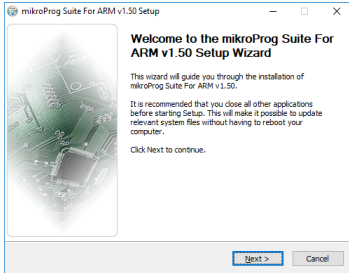 mikroProg Suite For ARM v1.50 Setup
Welcome to the mikroProg Suite For
ARM v1.50 Setup Wizard
This wizard will guide you through the installation of
mikroProg Suite For ARM v1.50.
It is recommended that you close all other applications
before starting Setup. This will make it possible to update
relevant system files without having to reboot your
computer.
Click Next to continue.
Next >
Cancel